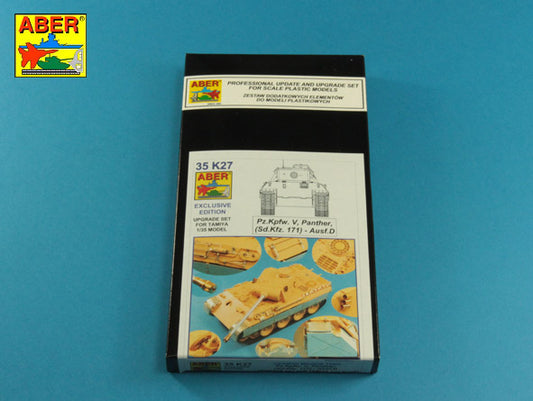 ABER®
ABER
PROFESSIONAL UPDATE AND UPGRADE SET
FOR SCALE PLASTIC MODELS
ZESTAW DODATKOWYCH ELEMENTÓW
DO MODELI PLASTIKOWYCH
35 K27
ABER
EXCLUSIVE
EDITION
UPGRADE SET
FOR TAMIYA
1/35 MODEL
Pz.Kpfw. V, Panther,
(Sd.Kfz. 171) - Ausf.D
ABER
35 K27